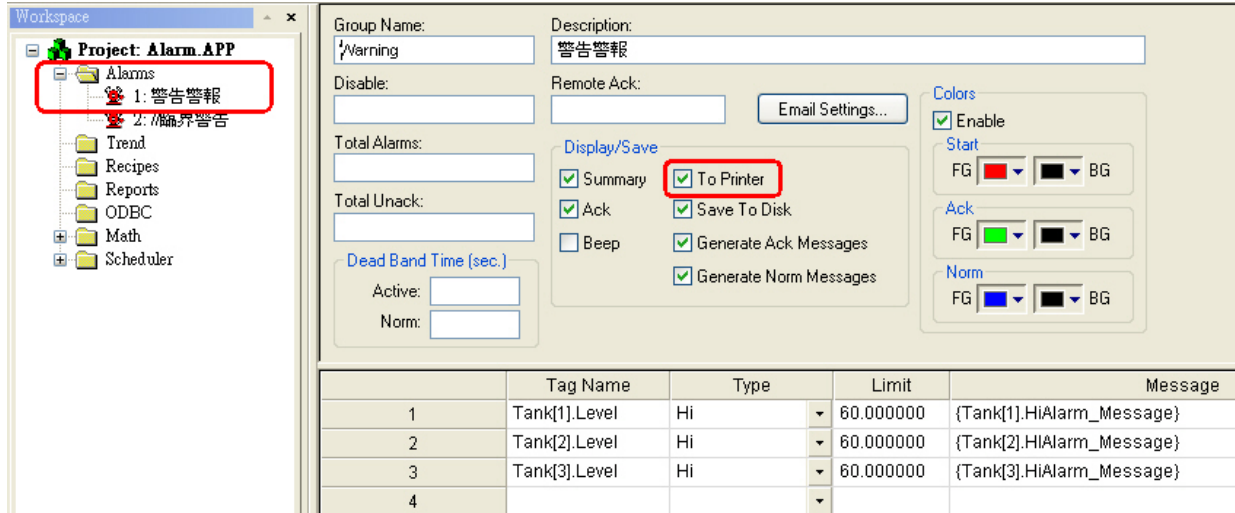 Workspace
Project: Alarm.APP
Alarms
1: 警告警報
2: //臨界警告
Trend
Recipes
Reports
ODBC
Math
Scheduler
Group Name:
Description:
Warning
警告警報
Disable:
Remote Ack:
Email Settings...
Colors
Enable
Total Alarms:
Display/Save
Start
Summary
To Printer
FG
BG
Total Unack:
Ack
Save To Disk
Ack
FG
BG
Beep
Generate Ack Messages
Dead Band Time (sec.)
Generate Norm Messages
Norm
Active:
FG
BG
Norm:
Tag Name Type Limit Message
1 Tank[1].Level Hi 60.000000 {Tank[1].HiAlarm_Message}
2 Tank[2].Level Hi 60.000000 {Tank[2].HIAlarm_Message}
3 Tank[3].Level Hi 60.000000 {Tank[3].HiAlarm_Message}
4